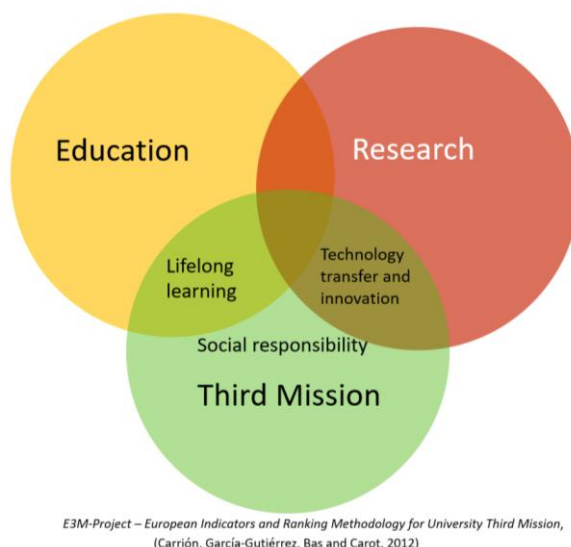 Education
Research
Lifelong
learning
Technology
transfer and
innovation
Social responsibility
Third Mission
E3M-Project – European Indicators and Ranking Methodology for University Third Mission,
(Carrión, García-Gutiérrez, Bas and Carot, 2012)